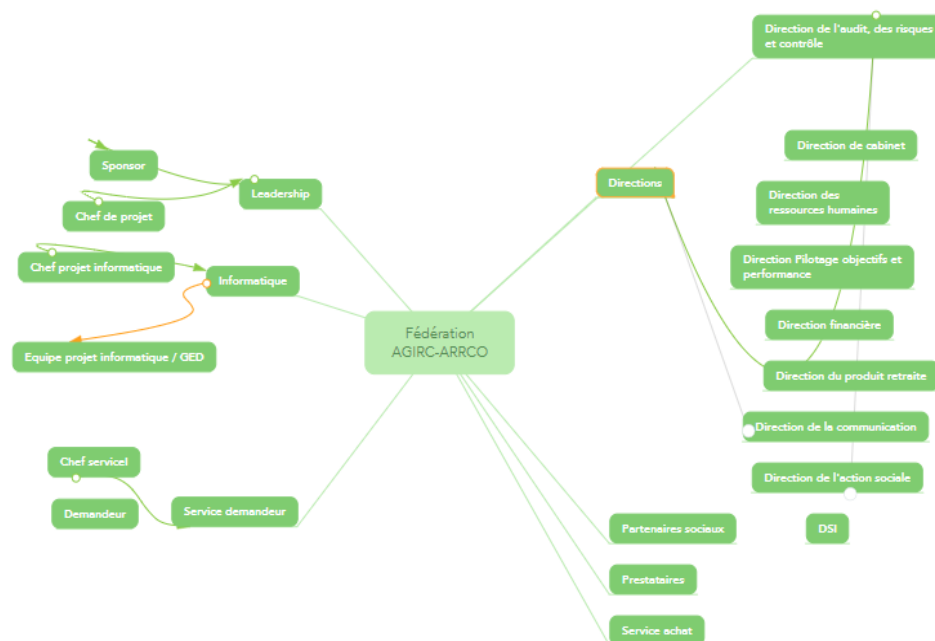 Direction de l'audit, des risques
et contrôle
Direction de cabinet
Sponsor
Directions
Leadership
Direction des
ressources humaines
Chef de projet
Chef projet informatique
Direction Pilotage objectifs et
performance
Informatique
Direction financière
Fédération
AGIRC-ARRCO
Equipe projet informatique / GED
Direction du produit retraite
Direction de la communication
Chef servicel
Direction de l'action sociale
Demandeur
Service demandeur
Partenaires sociaux
DSI
Prestataires
Service achat